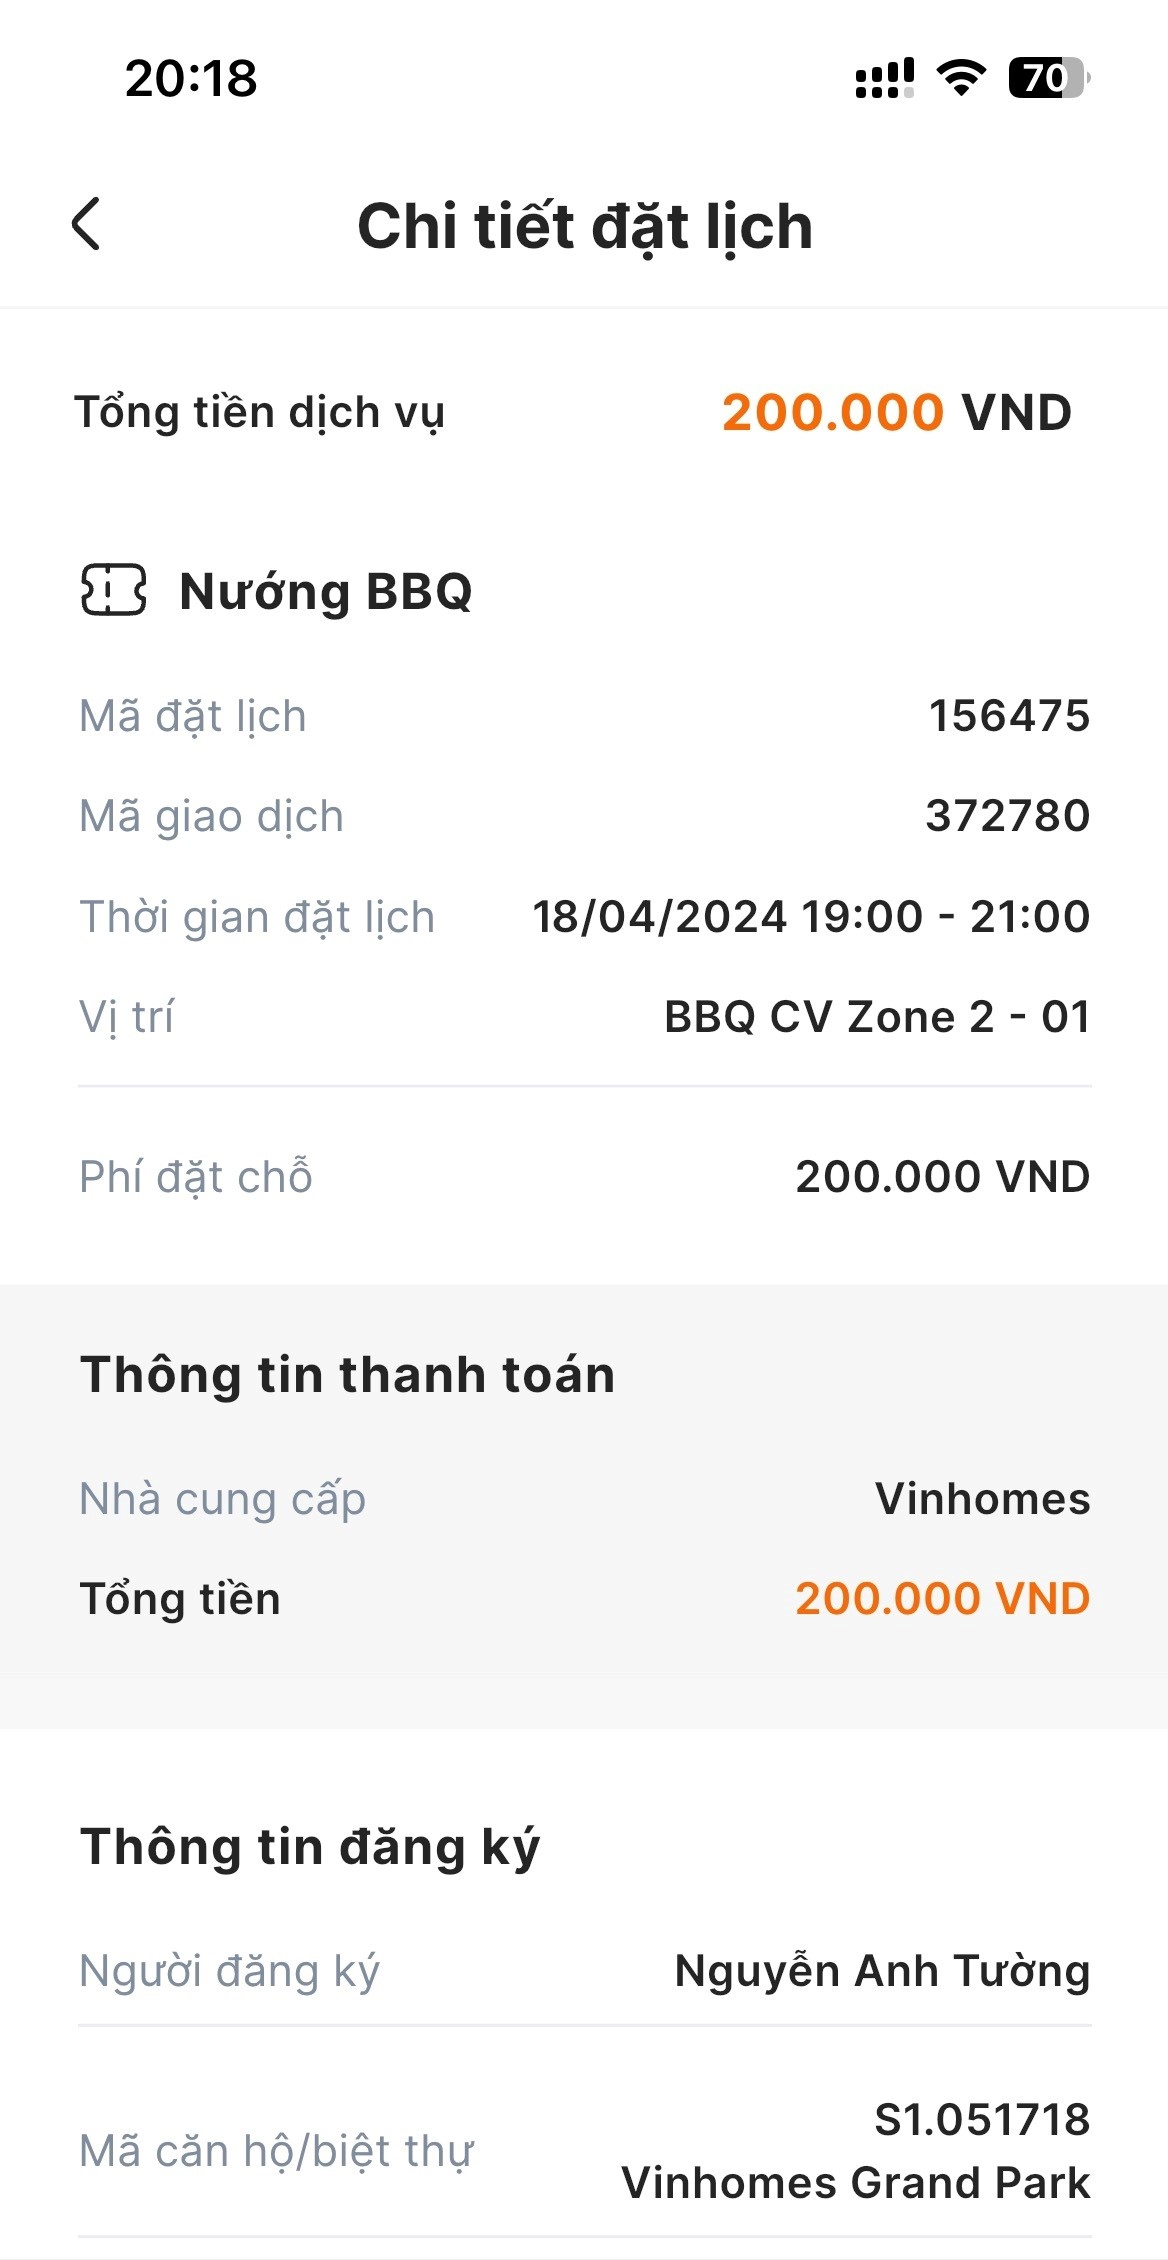 20:18
70
Chi tiết đặt lịch
Tổng tiền dịch vụ 200.000 VND
Nướng BBQ
Mã đặt lịch 156475
Mã giao dịch 372780
Thời gian đặt lịch 18/04/2024 19:00 - 21:00
Vị trí BBQ CV Zone 2 - 01
Phí đặt chỗ 200.000 VND
Thông tin thanh toán
Nhà cung cấp Vinhomes
Tổng tiền 200.000 VND
Thông tin đăng ký
Người đăng ký Nguyễn Anh Tường
Mã căn hộ/biệt thự S1.051718
Vinhomes Grand Park